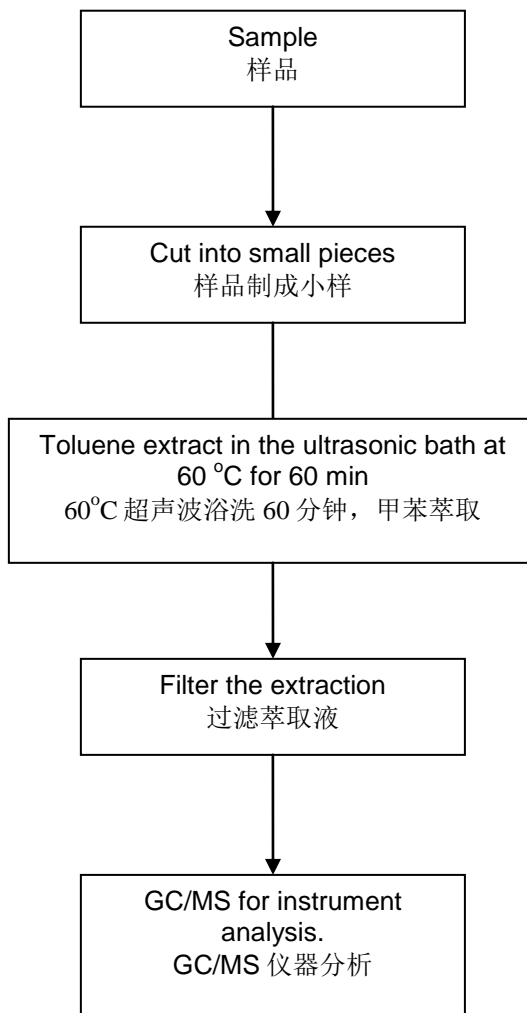 Sample
样品
Cut into small pieces
样品制成小样
Toluene extract in the ultrasonic bath at
60 °C for 60 min
60°C 超声波浴洗 60 分钟，甲苯萃取
Filter the extraction
过滤萃取液
GC/MS for instrument
analysis.
GC/MS 仪器分析